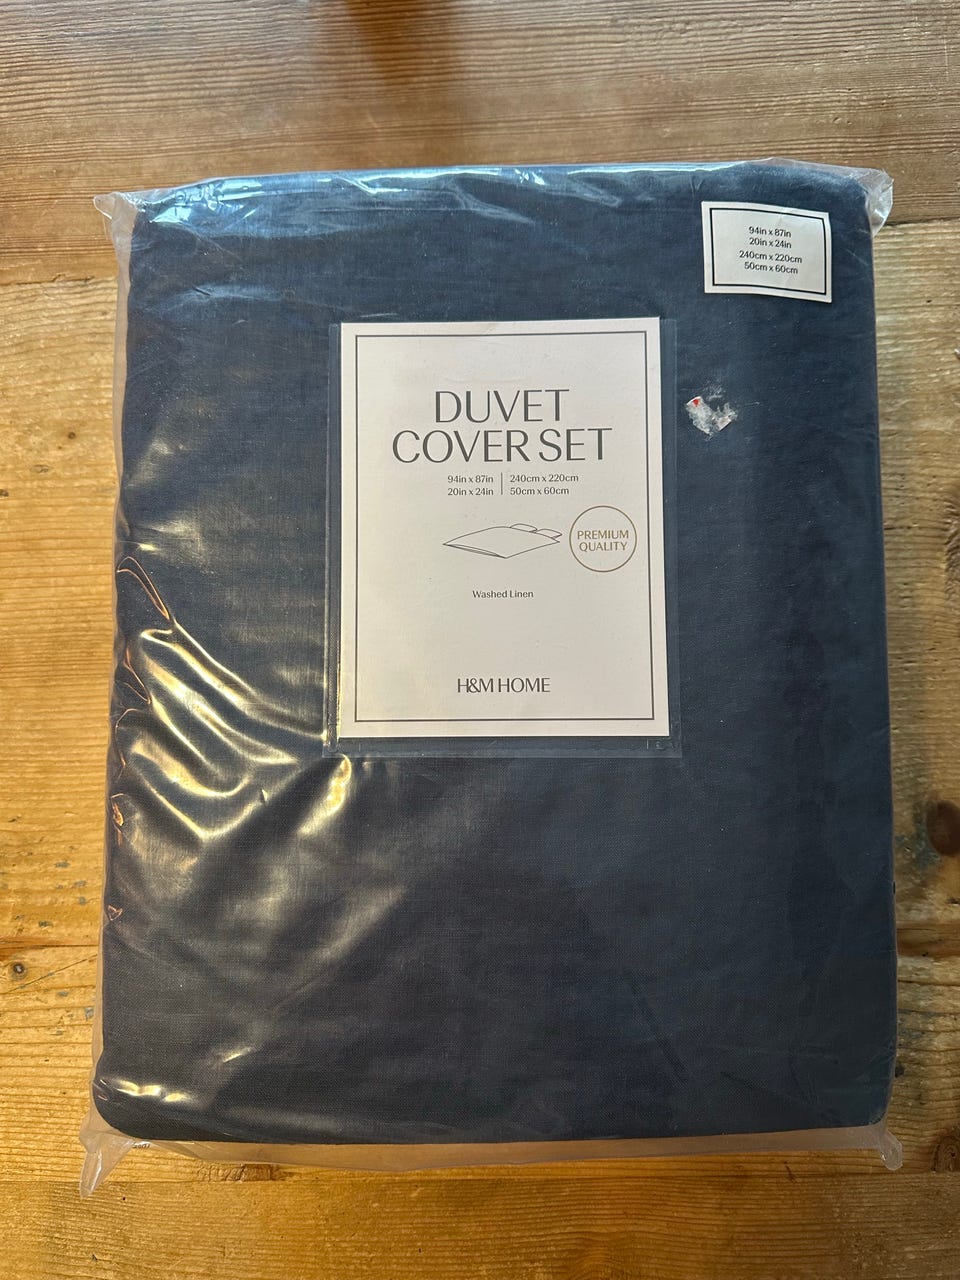 94in x 87in
20in x 24in
240cm x 220cm
50cm x 60cm
DUVET
COVER SET
94in x 87in | 240cm x 220cm
20in x 24in | 50cm x 60cm
PREMIUM
QUALITY
Washed Linen
H&M HOME